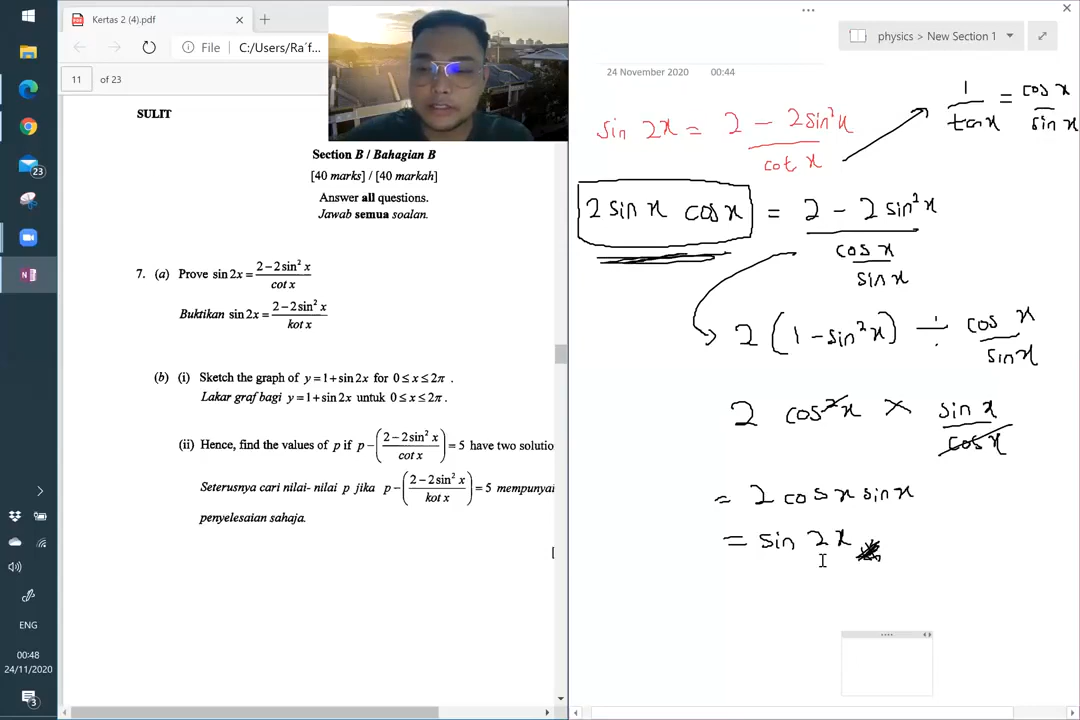 Kertas 2 (4).pdf
File C:/Users/Ra´f...
11 of 23
SULIT
Section B / Bahagian B
[40 marks] / [40 markah]
Answer all questions.
Jawab semua soalan.
7. (a) Prove sin 2x = (2 − 2sin² x)/(cot x)
Buktikan sin 2x = (2 − 2sin² x)/(kot x)
(b) (i) Sketch the graph of y = 1 + sin 2x for 0 ≤ x ≤ 2π .
Lakar graf bagi y = 1 + sin 2x untuk 0 ≤ x ≤ 2π .
(ii) Hence, find the values of p if p − ((2 − 2sin² x)/(cot x)) = 5 have two solutio
Seterusnya cari nilai- nilai p jika p − ((2 − 2sin² x)/(kot x)) = 5 mempunyai
penyelesaian sahaja.
[
23
ENG
00:48
24/11/2020
3
physics > New Section 1
24 November 2020 00:44
1/tan x = cos x/sin x
sin 2x = (2 − 2sin² x)/(cot x)
2 sin x cos x = (2 − 2 sin² x)/(cos x/sin x)
2 (1 − sin² x) ÷ cos x/sin x
2 cos² x × sin x/cos x
= 2 cos x sin x
= sin 2x